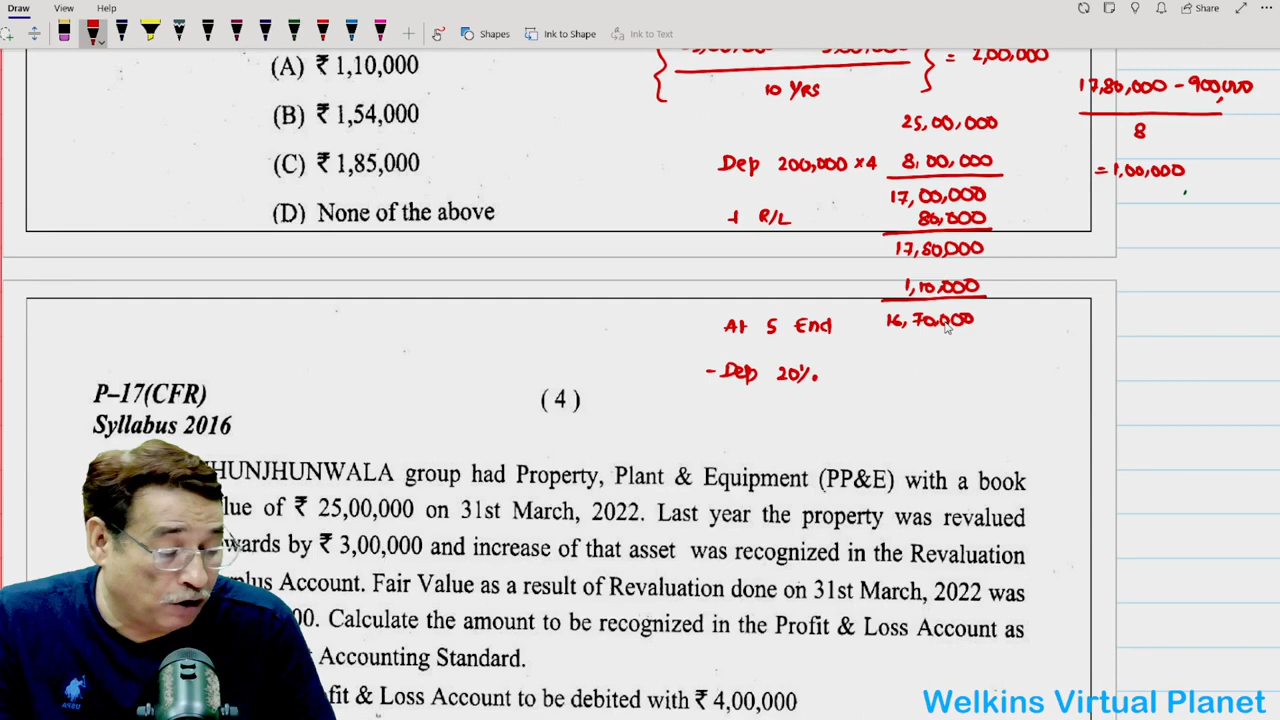 Draw View Help
Share
Shapes Ink to Shape Ink to Text
(A) ₹ 1,10,000
10 YRS
= 2,00,000
17,80,000 - 900,000
8
= 1,00,000
(B) ₹ 1,54,000
25,00,000
(C) ₹ 1,85,000
Dep 200,000 ×4 8,00,000
17,00,000
(D) None of the above
+ R/L 80,000
17,80,000
1,10,000
At 5 End 16,70,000
- Dep 20%
P–17(CFR) ( 4 )
Syllabus 2016
HUNJHUNWALA group had Property, Plant & Equipment (PP&E) with a book
lue of ₹ 25,00,000 on 31st March, 2022. Last year the property was revalued
wards by ₹ 3,00,000 and increase of that asset was recognized in the Revaluation
plus Account. Fair Value as a result of Revaluation done on 31st March, 2022 was
00. Calculate the amount to be recognized in the Profit & Loss Account as
Accounting Standard.
fit & Loss Account to be debited with ₹ 4,00,000
Welkins Virtual Planet